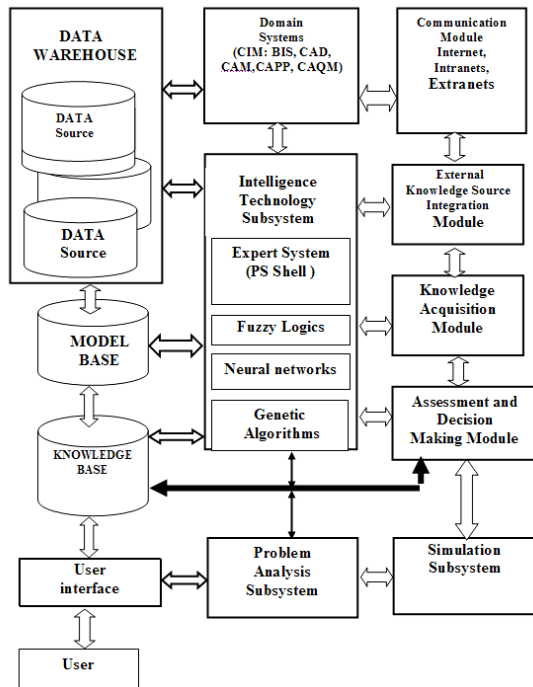 DATA
WAREHOUSE
DATA
Source
DATA
Source
Domain
Systems
(CIM: BIS, CAD,
CAM,CAPP, CAQM)
Communication
Module
Internet,
Intranets,
Extranets
Intelligence
Technology
Subsystem
Expert System
(PS Shell )
Fuzzy Logics
Neural networks
Genetic
Algorithms
External
Knowledge Source
Integration
Module
Knowledge
Acquisition
Module
Assessment and
Decision
Making Module
MODEL
BASE
KNOWLEDGE
BASE
User
interface
Problem
Analysis
Subsystem
Simulation
Subsystem
User